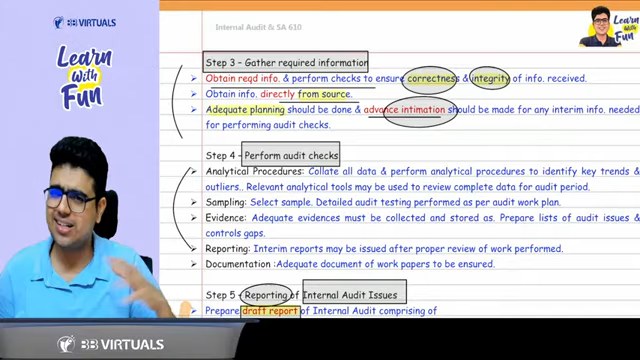 BB VIRTUALS
Learn
With
Fun
Internal Audit & SA 610
Learn
With Fun
Step 3 – Gather required information
Obtain reqd info. & perform checks to ensure correctness & integrity of info. received.
Obtain info. directly from source.
Adequate planning should be done & advance intimation should be made for any interim info. needed
for performing audit checks.
Step 4 – Perform audit checks
Analytical Procedures: Collate all data & perform analytical procedures to identify key trends &
outliers.. Relevant analytical tools may be used to review complete data for audit period.
Sampling: Select sample. Detailed audit testing performed as per audit work plan.
Evidence: Adequate evidences must be collected and stored as. Prepare lists of audit issues &
controls gaps.
Reporting: Interim reports may be issued after proper review of work performed.
Documentation :Adequate document of work papers to be ensured.
Step 5 – Reporting of Internal Audit Issues
Prepare draft report of Internal Audit comprising of
BB VIRTUALS